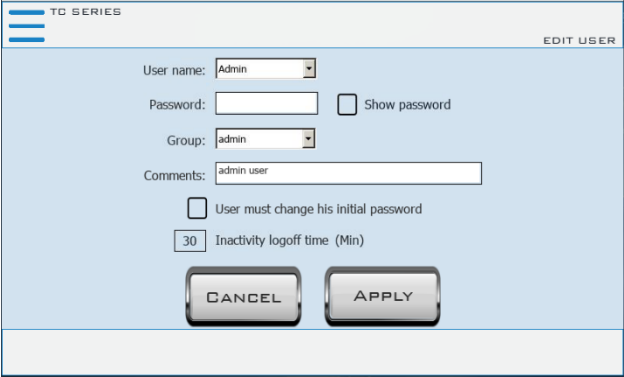 TC SERIES
EDIT USER
User name: Admin
Password: Show password
Group: admin
Comments: admin user
User must change his initial password
30 Inactivity logoff time (Min)
CANCEL APPLY